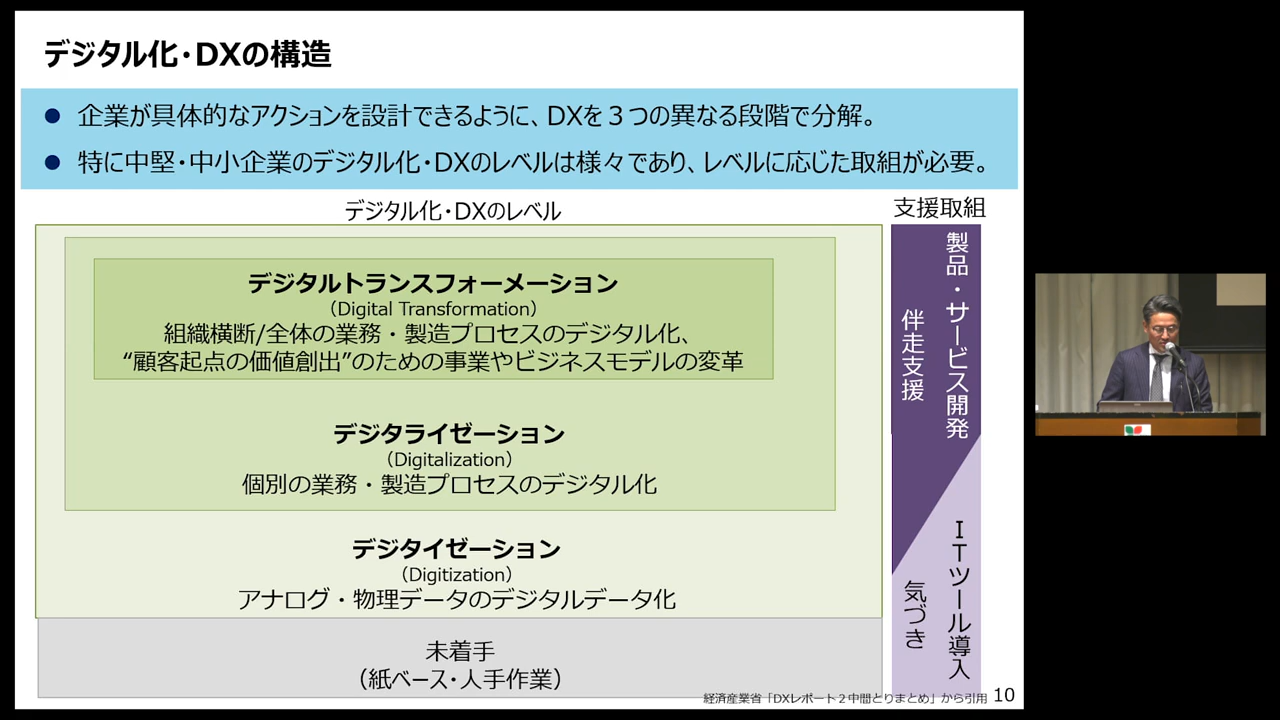 デジタル化・DXの構造
● 企業が具体的なアクションを設計できるように、DXを３つの異なる段階で分解。
● 特に中堅・中小企業のデジタル化・DXのレベルは様々であり、レベルに応じた取組が必要。
デジタル化・DXのレベル
支援取組
デジタルトランスフォーメーション
（Digital Transformation）
組織横断/全体の業務・製造プロセスのデジタル化、
“顧客起点の価値創出”のための事業やビジネスモデルの変革
デジタライゼーション
（Digitalization）
個別の業務・製造プロセスのデジタル化
デジタイゼーション
（Digitization）
アナログ・物理データのデジタルデータ化
未着手
（紙ベース・人手作業）
製品・サービス開発
伴走支援
ＩＴツール導入
気づき
経済産業省「DXレポート２中間とりまとめ」から引用 10